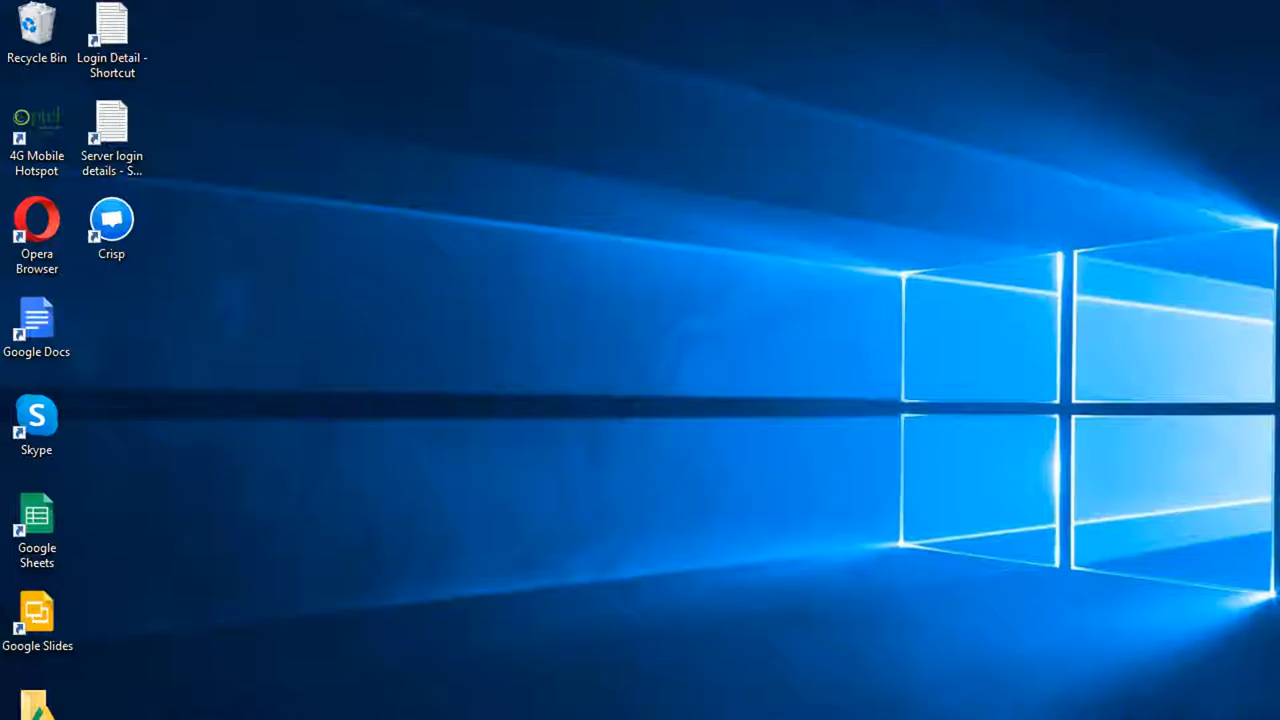 Recycle Bin
Login Detail -
Shortcut
4G Mobile
Hotspot
Server login
details - S...
Opera
Browser
Crisp
Google Docs
S
Skype
Google
Sheets
Google Slides